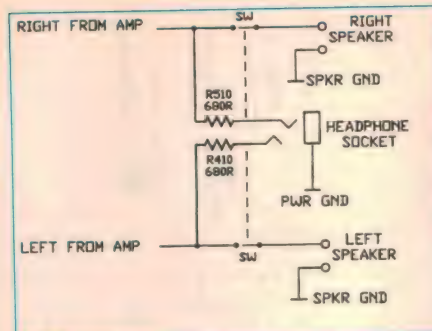 SW
RIGHT FROM AMP
RIGHT
SPEAKER
SPKR GND
R510
680R
HEADPHONE
SOCKET
R410
680R
PWR GND
LEFT FROM AMP
LEFT
SPEAKER
SW
SPKR GND